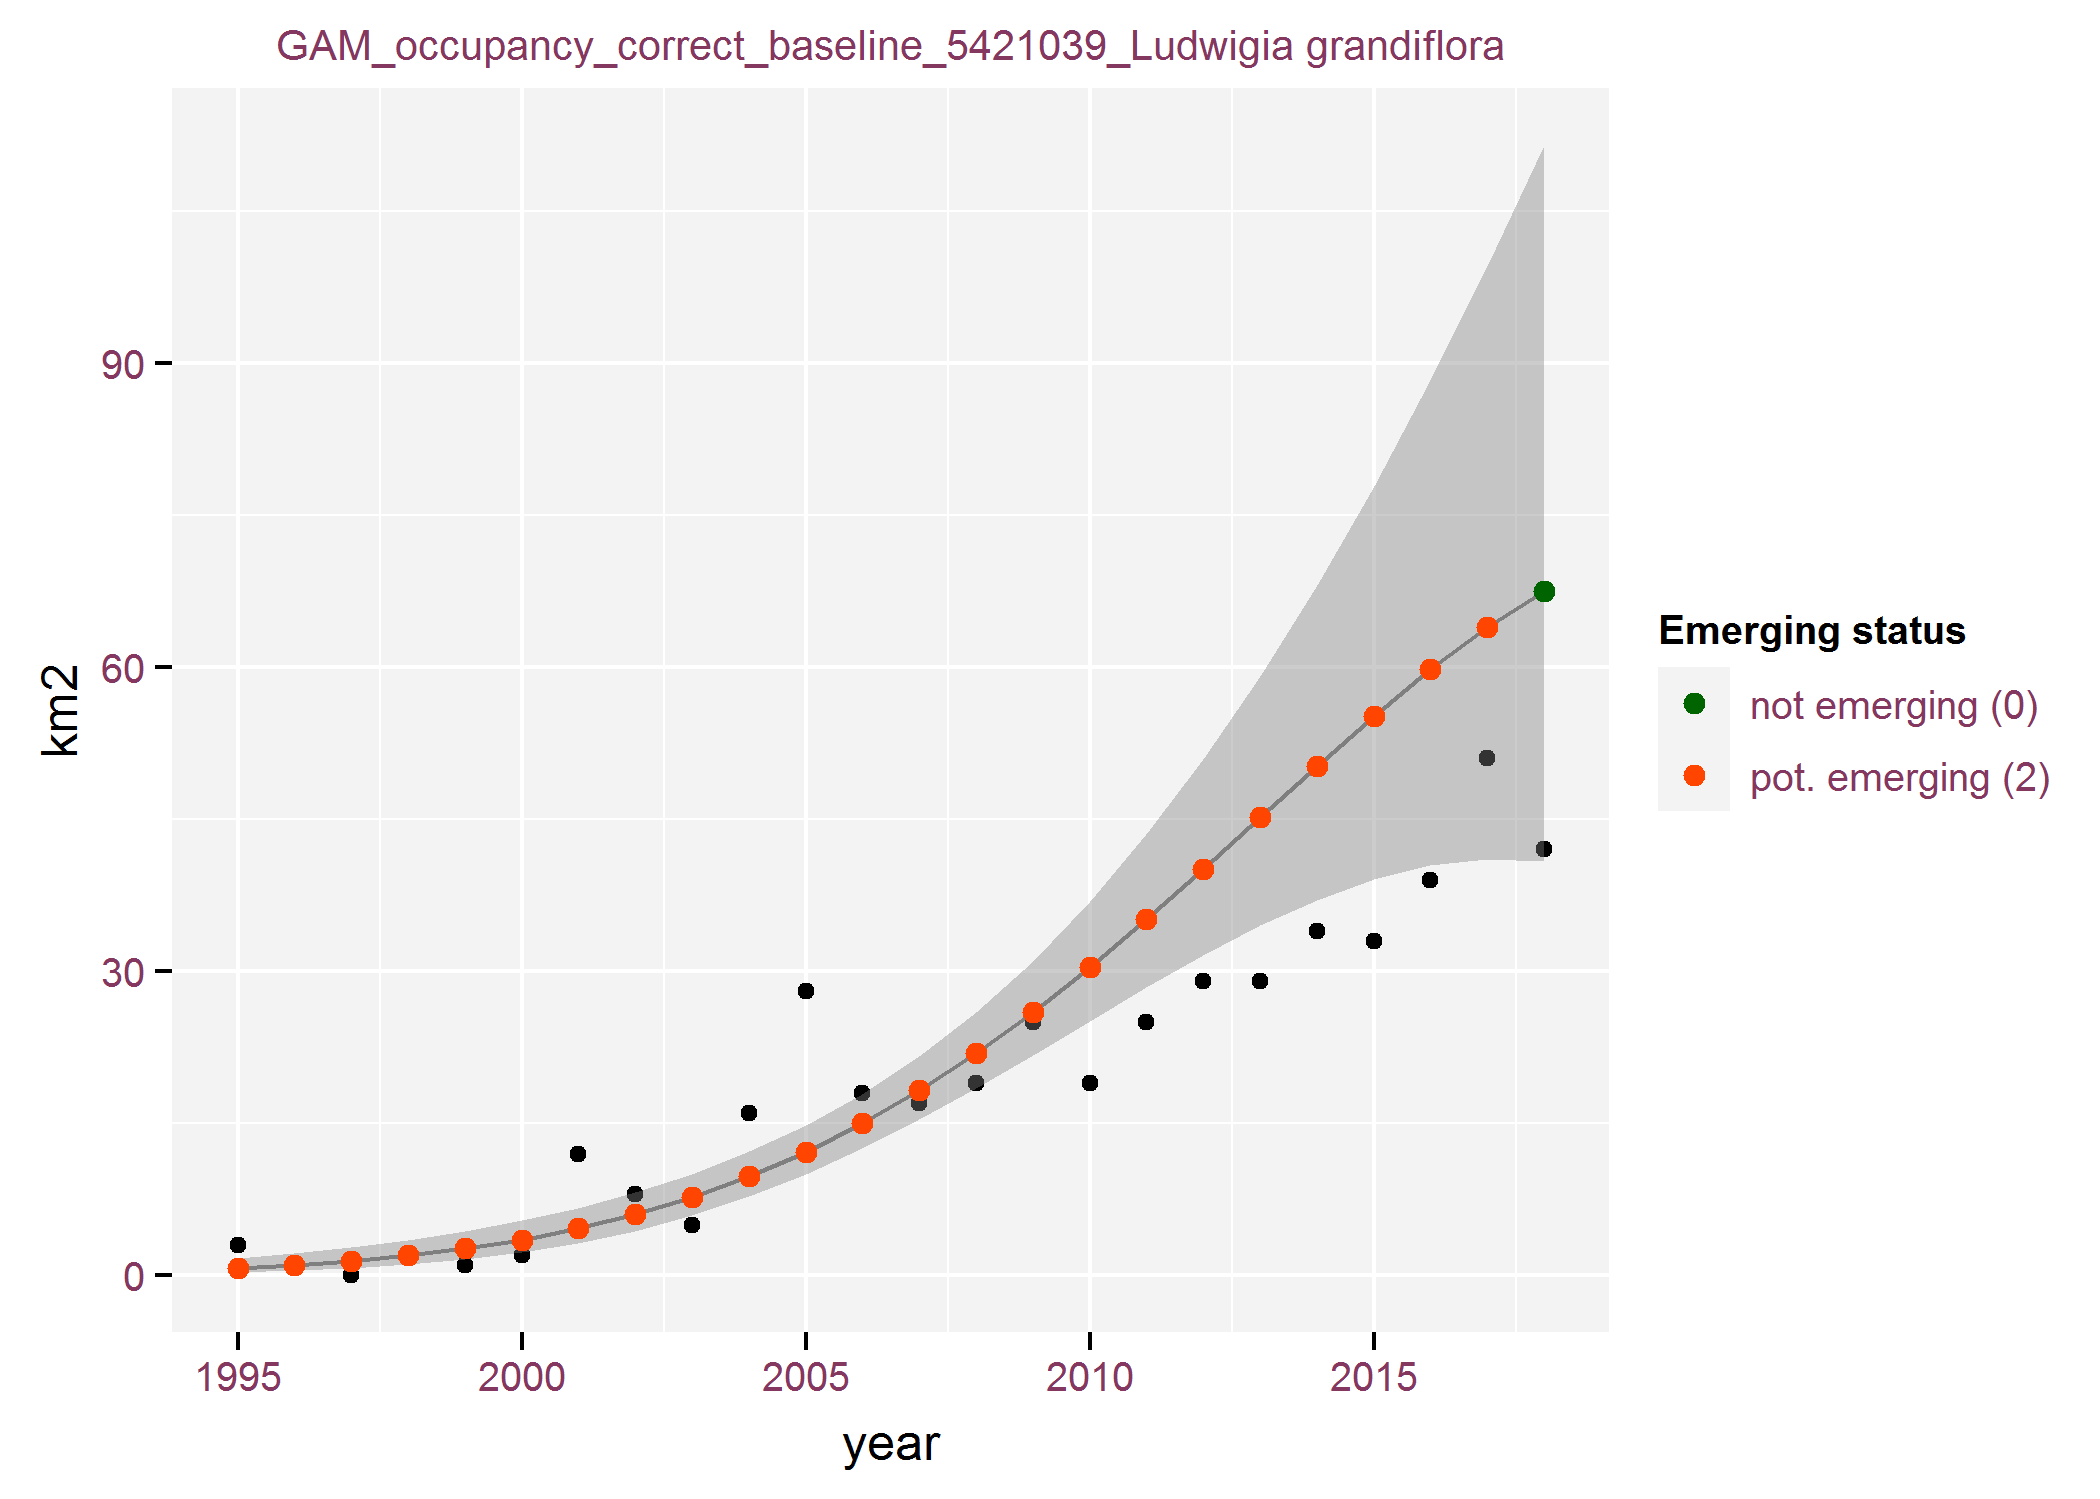 GAM_occupancy_correct_baseline_5421039_Ludwigia grandiflora
90
60
30
0
km2
1995 2000 2005 2010 2015
year
Emerging status
not emerging (0)
pot. emerging (2)